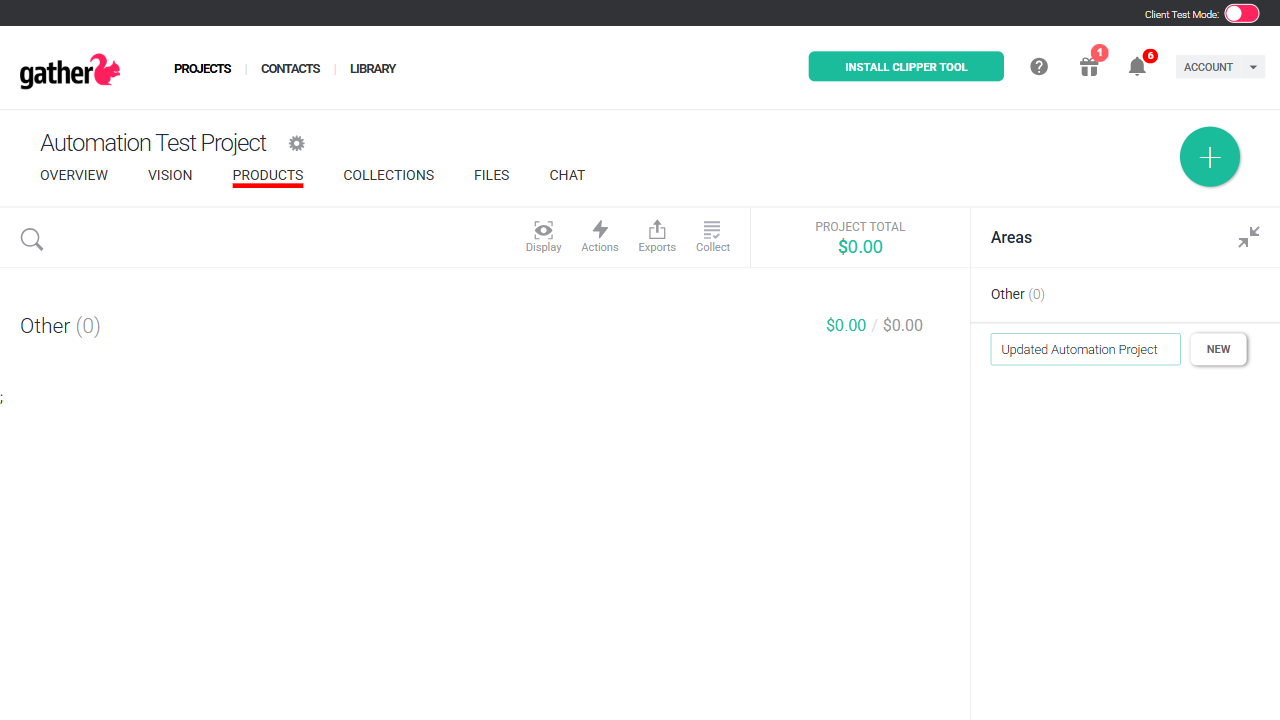 Client Test Mode:
gather
PROJECTS | CONTACTS | LIBRARY
INSTALL CLIPPER TOOL
1
6
ACCOUNT
Automation Test Project
OVERVIEW VISION PRODUCTS COLLECTIONS FILES CHAT
Display Actions Exports Collect
PROJECT TOTAL
$0.00
Areas
Other (0)
$0.00 / $0.00
Other (0)
Updated Automation Project
NEW
;